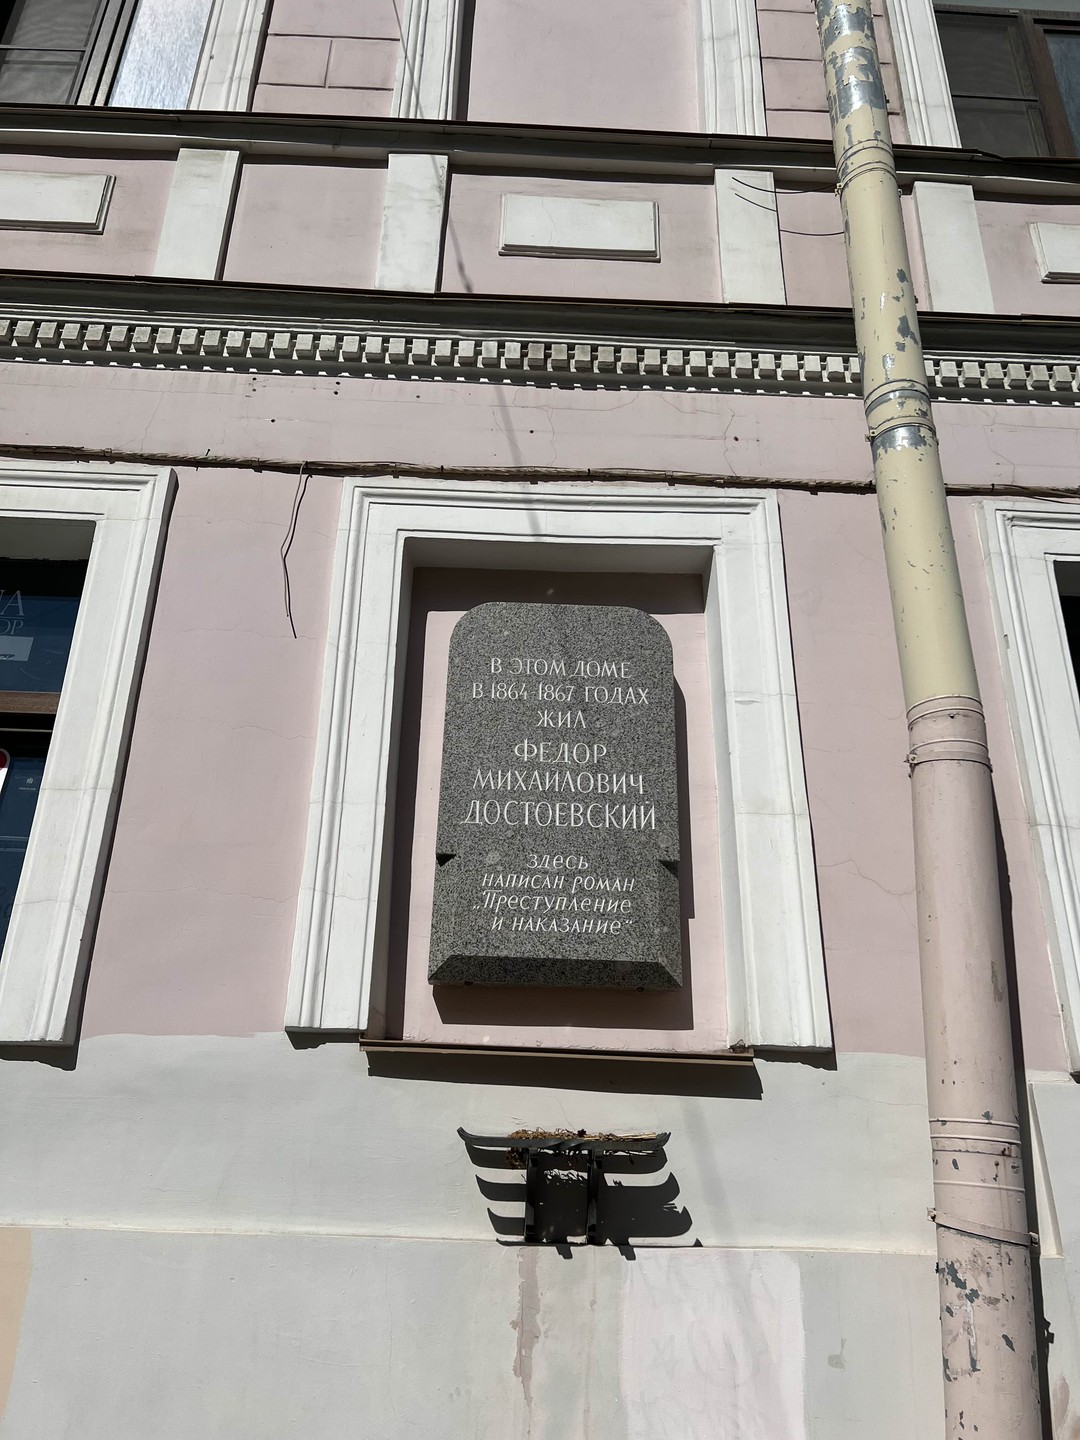 В ЭТОМ ДОМЕ
В 1864 1867 ГОДАХ
ЖИЛ
ФЕДОР
МИХАЙЛОВИЧ
ДОСТОЕВСКИЙ
ЗДЕСЬ
НАПИСАН РОМАН
„Преступление
и наказание“